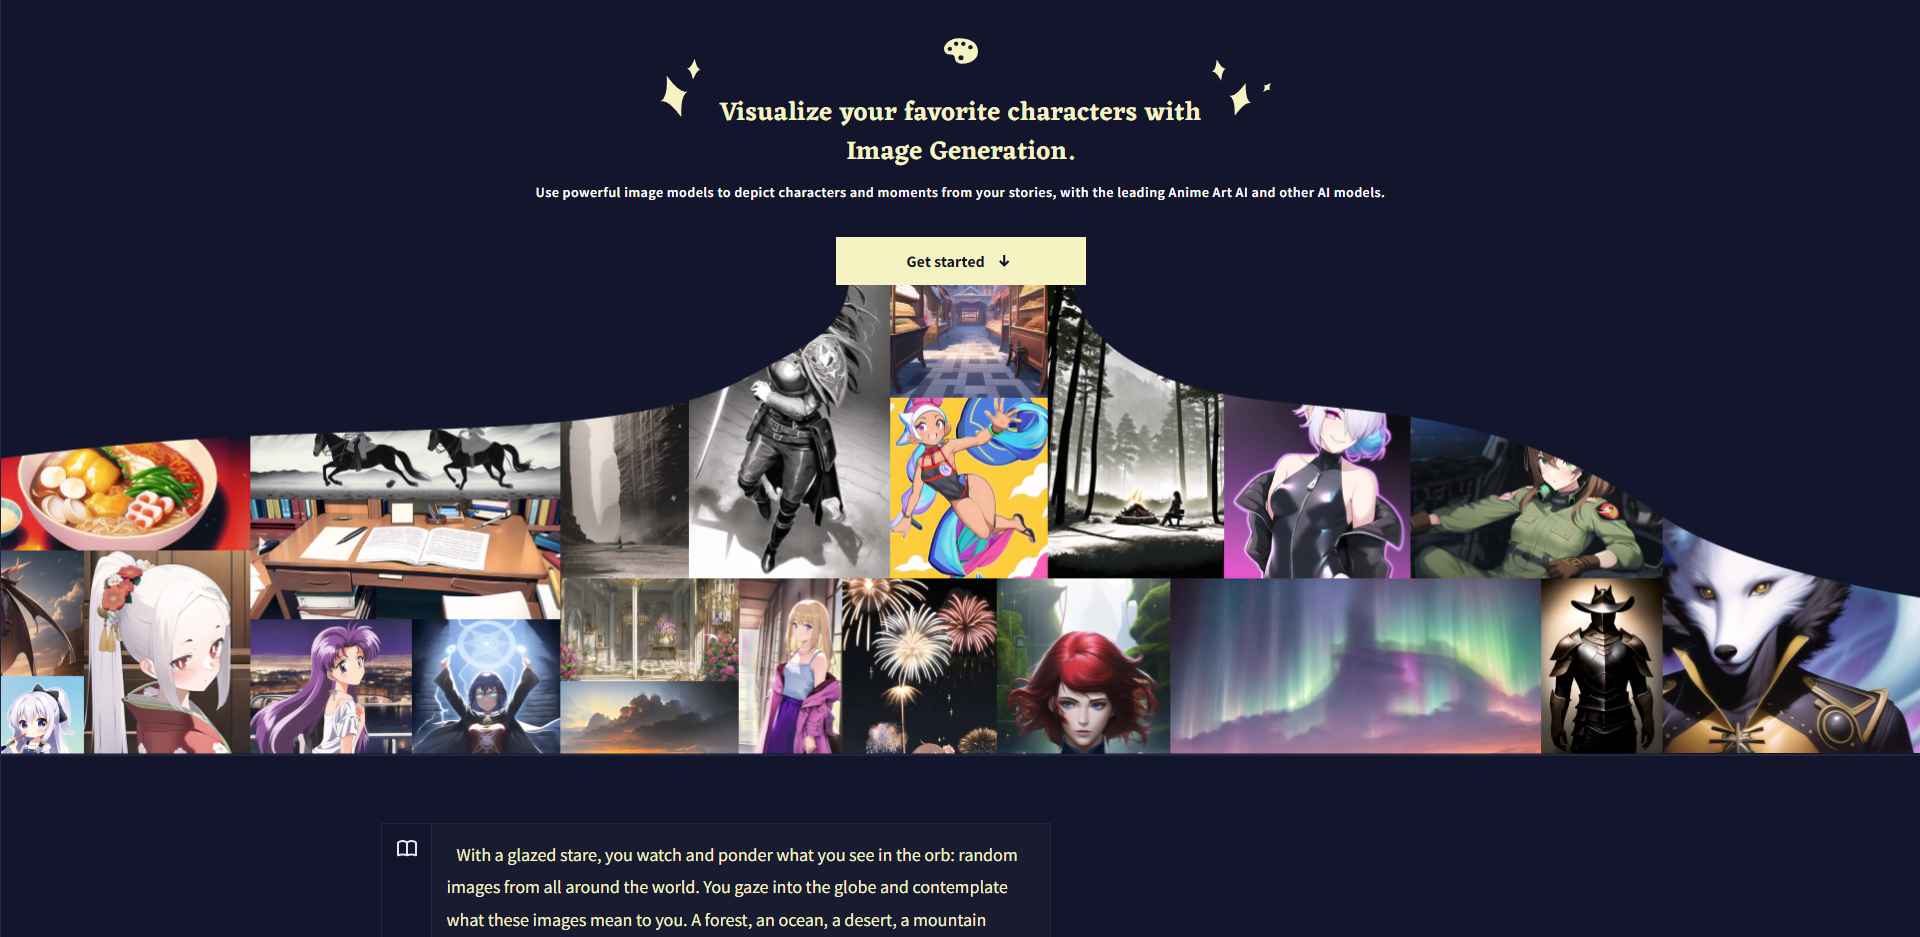 Visualize your favorite characters with
Image Generation.
Use powerful image models to depict characters and moments from your stories, with the leading Anime Art AI and other AI models.
Get started
With a glazed stare, you watch and ponder what you see in the orb: random
images from all around the world. You gaze into the globe and contemplate
what these images mean to you. A forest, an ocean, a desert, a mountain